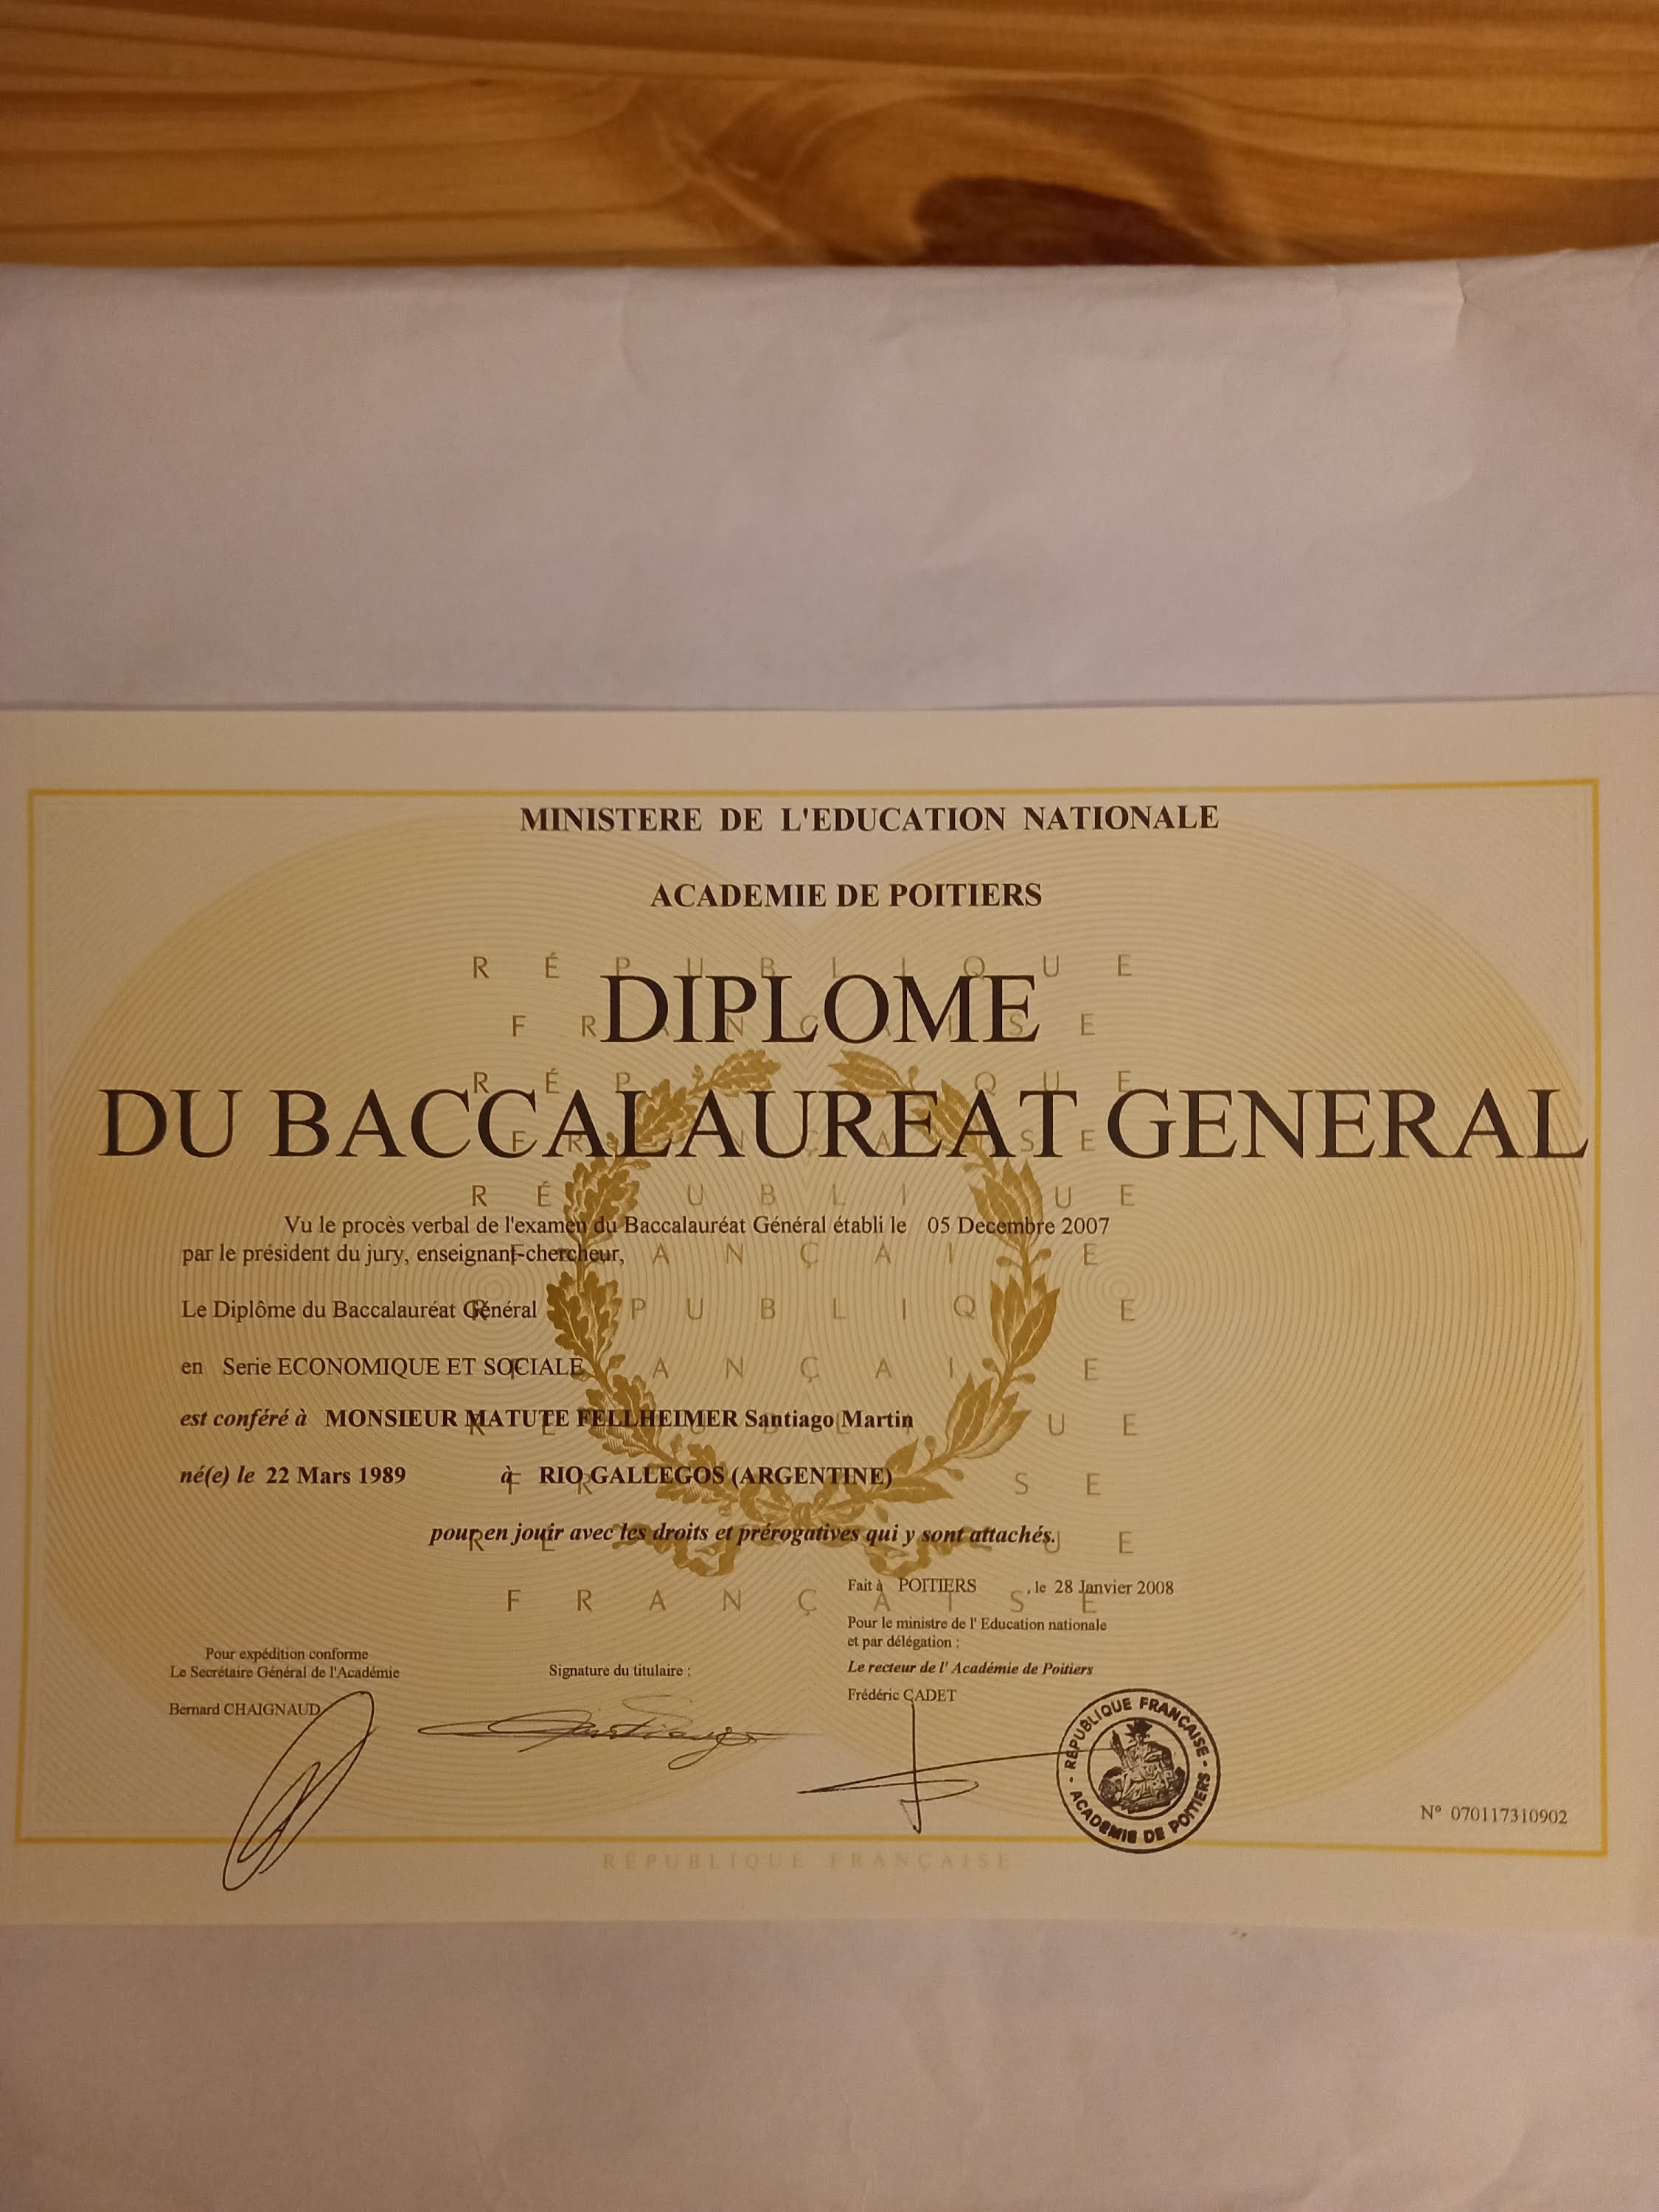 MINISTERE DE L'EDUCATION NATIONALE
ACADEMIE DE POITIERS
RÉPUBLIQUE
FRANÇAISE
DIPLOME
DU BACCALAUREAT GENERAL
Vu le procès verbal de l'examen du Baccalauréat Général établi le 05 Decembre 2007
par le président du jury, enseignant-chercheur,
Le Diplôme du Baccalauréat Général
en Serie ECONOMIQUE ET SOCIALE
est conféré à MONSIEUR MATUTE FELLHEIMER Santiago Martin
né(e) le 22 Mars 1989 à RIO GALLEGOS (ARGENTINE)
pour en jouir avec les droits et prérogatives qui y sont attachés.
Fait à POITIERS , le 28 Janvier 2008
Pour le ministre de l' Education nationale
et par délégation :
Le recteur de l' Académie de Poitiers
Frédéric CADET
Pour expédition conforme
Le Secrétaire Général de l'Académie
Bernard CHAIGNAUD
Signature du titulaire :
- RÉPUBLIQUE FRANÇAISE -
ACADEMIE DE POITIERS
N° 070117310902
RÉPUBLIQUE FRANÇAISE